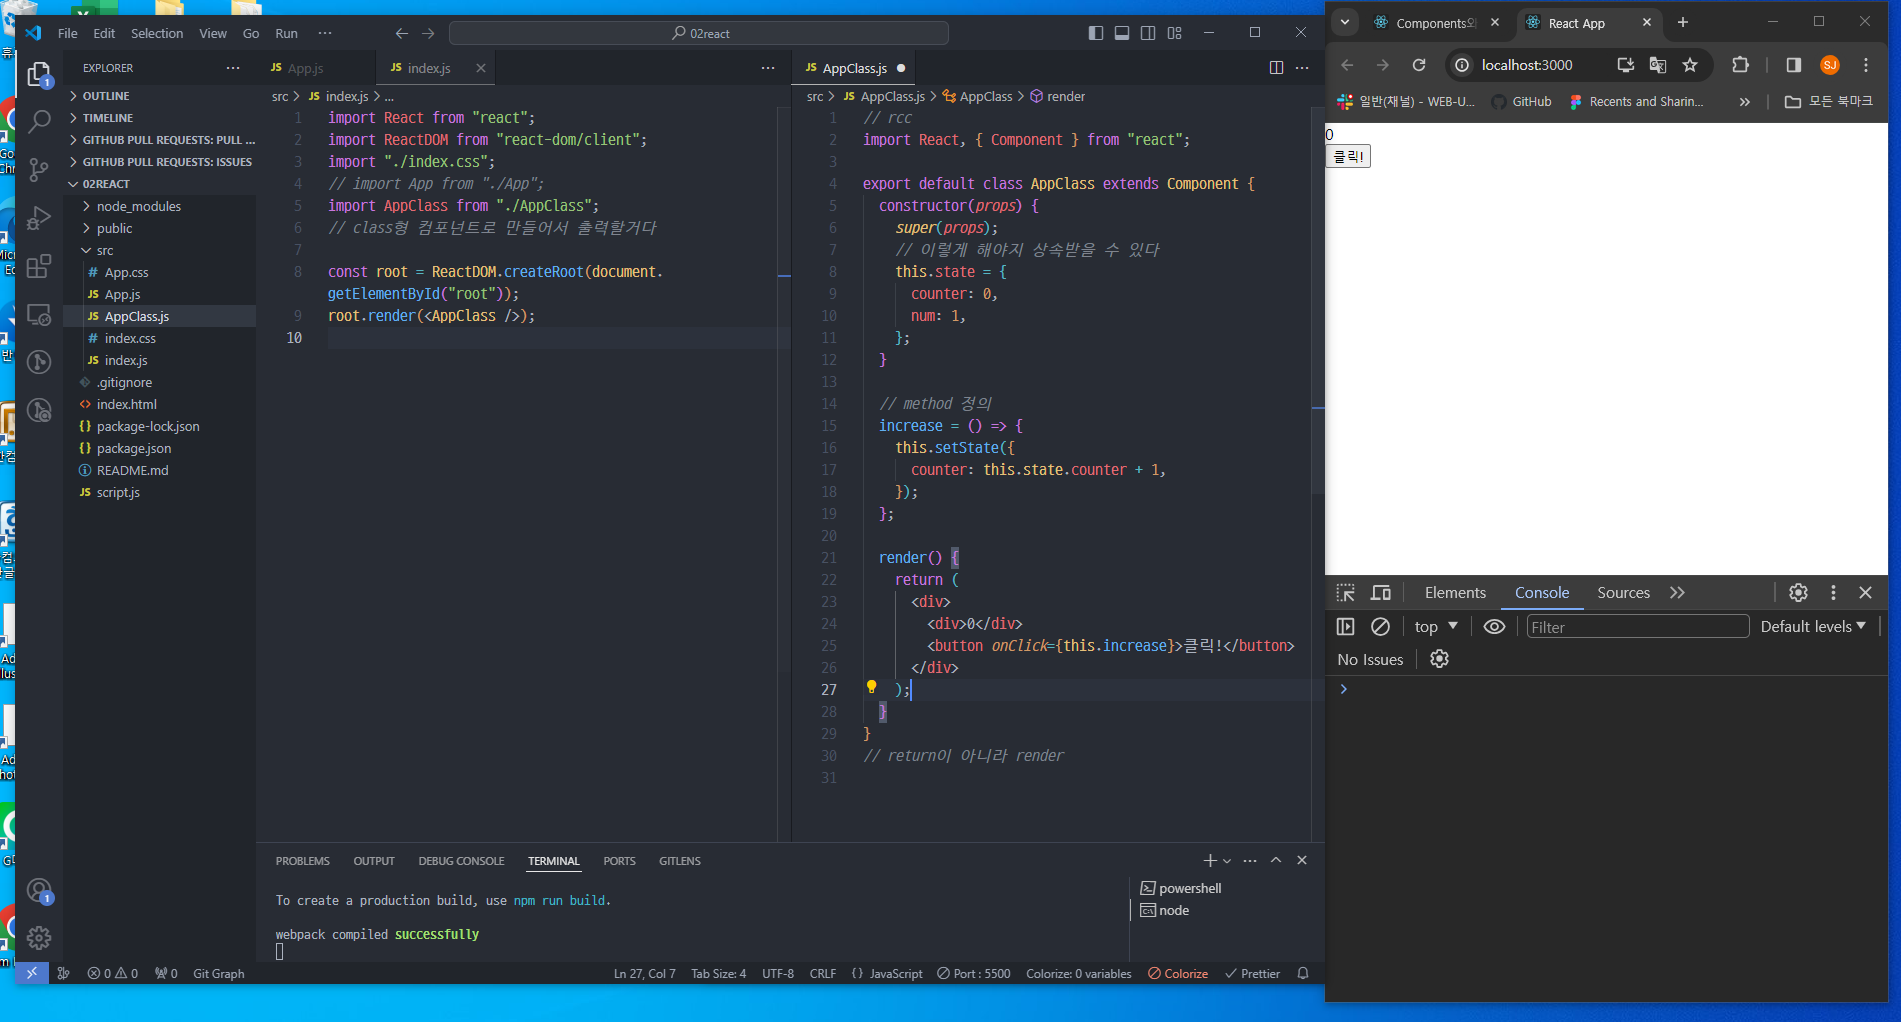 File Edit Selection View Go Run ···
02react
EXPLORER ···
OUTLINE
TIMELINE
GITHUB PULL REQUESTS: PULL ...
GITHUB PULL REQUESTS: ISSUES
02REACT
node_modules
public
src
# App.css
JS App.js
JS AppClass.js
# index.css
JS index.js
.gitignore
<> index.html
{} package-lock.json
{} package.json
README.md
JS script.js
JS App.js
JS index.js ×
src > JS index.js > ...
1 import React from "react";
2 import ReactDOM from "react-dom/client";
3 import "./index.css";
4 // import App from "./App";
5 import AppClass from "./AppClass";
6 // class형 컴포넌트로 만들어서 출력할거다
7
8 const root = ReactDOM.createRoot(document.
getElementById("root"));
9 root.render(<AppClass />);
10
JS AppClass.js ●
src > JS AppClass.js > AppClass > render
1 // rcc
2 import React, { Component } from "react";
3
4 export default class AppClass extends Component {
5 constructor(props) {
6 super(props);
7 // 이렇게 해야지 상속받을 수 있다
8 this.state = {
9 counter: 0,
10 num: 1,
11 };
12 }
13
14 // method 정의
15 increase = () => {
16 this.setState({
17 counter: this.state.counter + 1,
18 });
19 };
20
21 render() {
22 return (
23 <div>
24 <div>0</div>
25 <button onClick={this.increase}>클릭!</button>
26 </div>
27 );
28 }
29 }
30 // return이 아니라 render
31
PROBLEMS OUTPUT DEBUG CONSOLE TERMINAL PORTS GITLENS
To create a production build, use npm run build.
webpack compiled successfully
powershell
node
0 0 0 Git Graph Ln 27, Col 7 Tab Size: 4 UTF-8 CRLF {} JavaScript Port : 5500 Colorize: 0 variables Colorize Prettier
1
1
Components와
React App
localhost:3000
SJ
일반(채널) - WEB-U... GitHub Recents and Sharin... » 모든 북마크
0
클릭!
Elements Console Sources
top Filter Default levels
No Issues